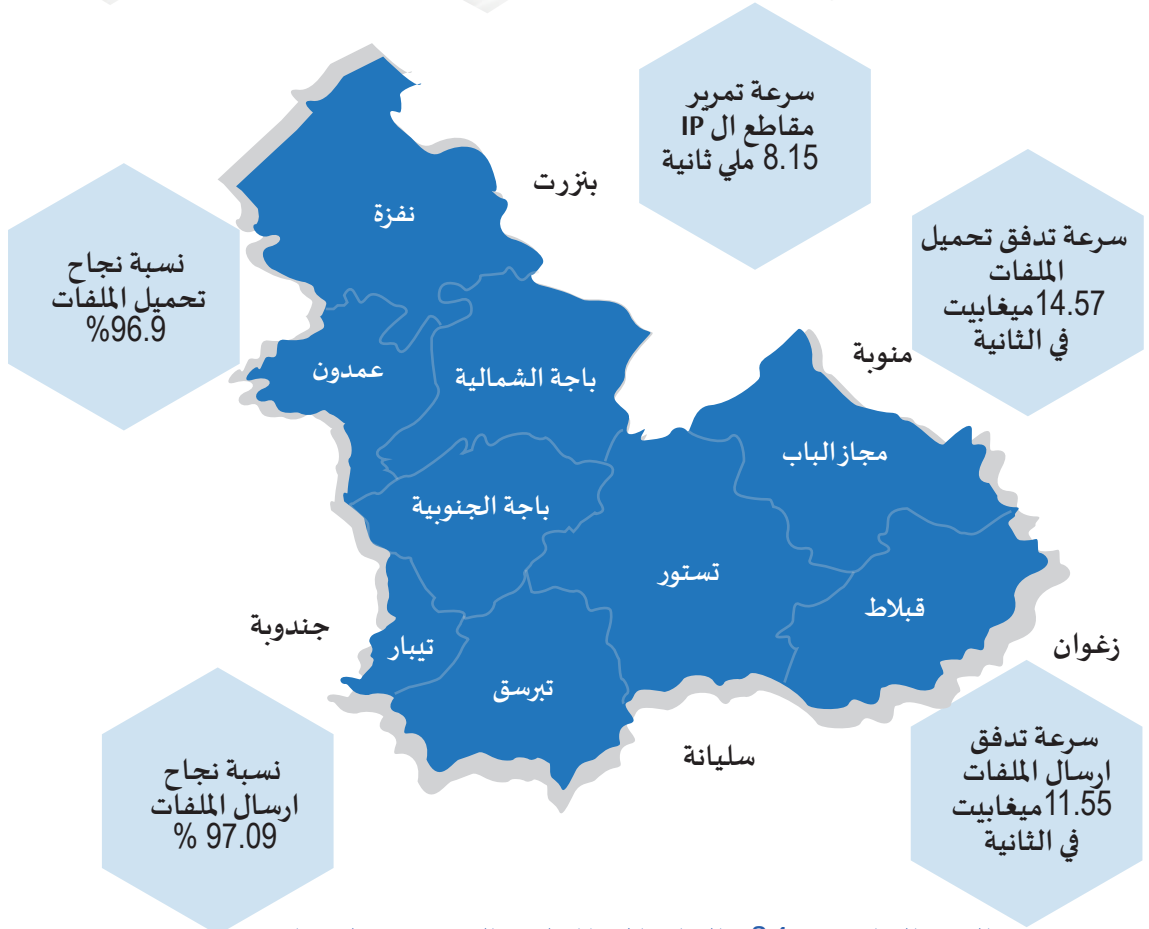 سرعة تمرير
مقاطع ال IP
8.15 ملي ثانية
بنزرت
نفزة
سرعة تدفق تحميل
الملفات
14.57ميغابيت
في الثانية
نسبة نجاح
تحميل الملفات
%96.9
منوبة
عمدون
باجة الشمالية
مجاز الباب
باجة الجنوبية
تستور
قبلاط
جندوبة
تيبار
زغوان
تبرسق
سليانة
سرعة تدفق
ارسال الملفات
11.55ميغابيت
في الثانية
نسبة نجاح
ارسال الملفات
% 97.09